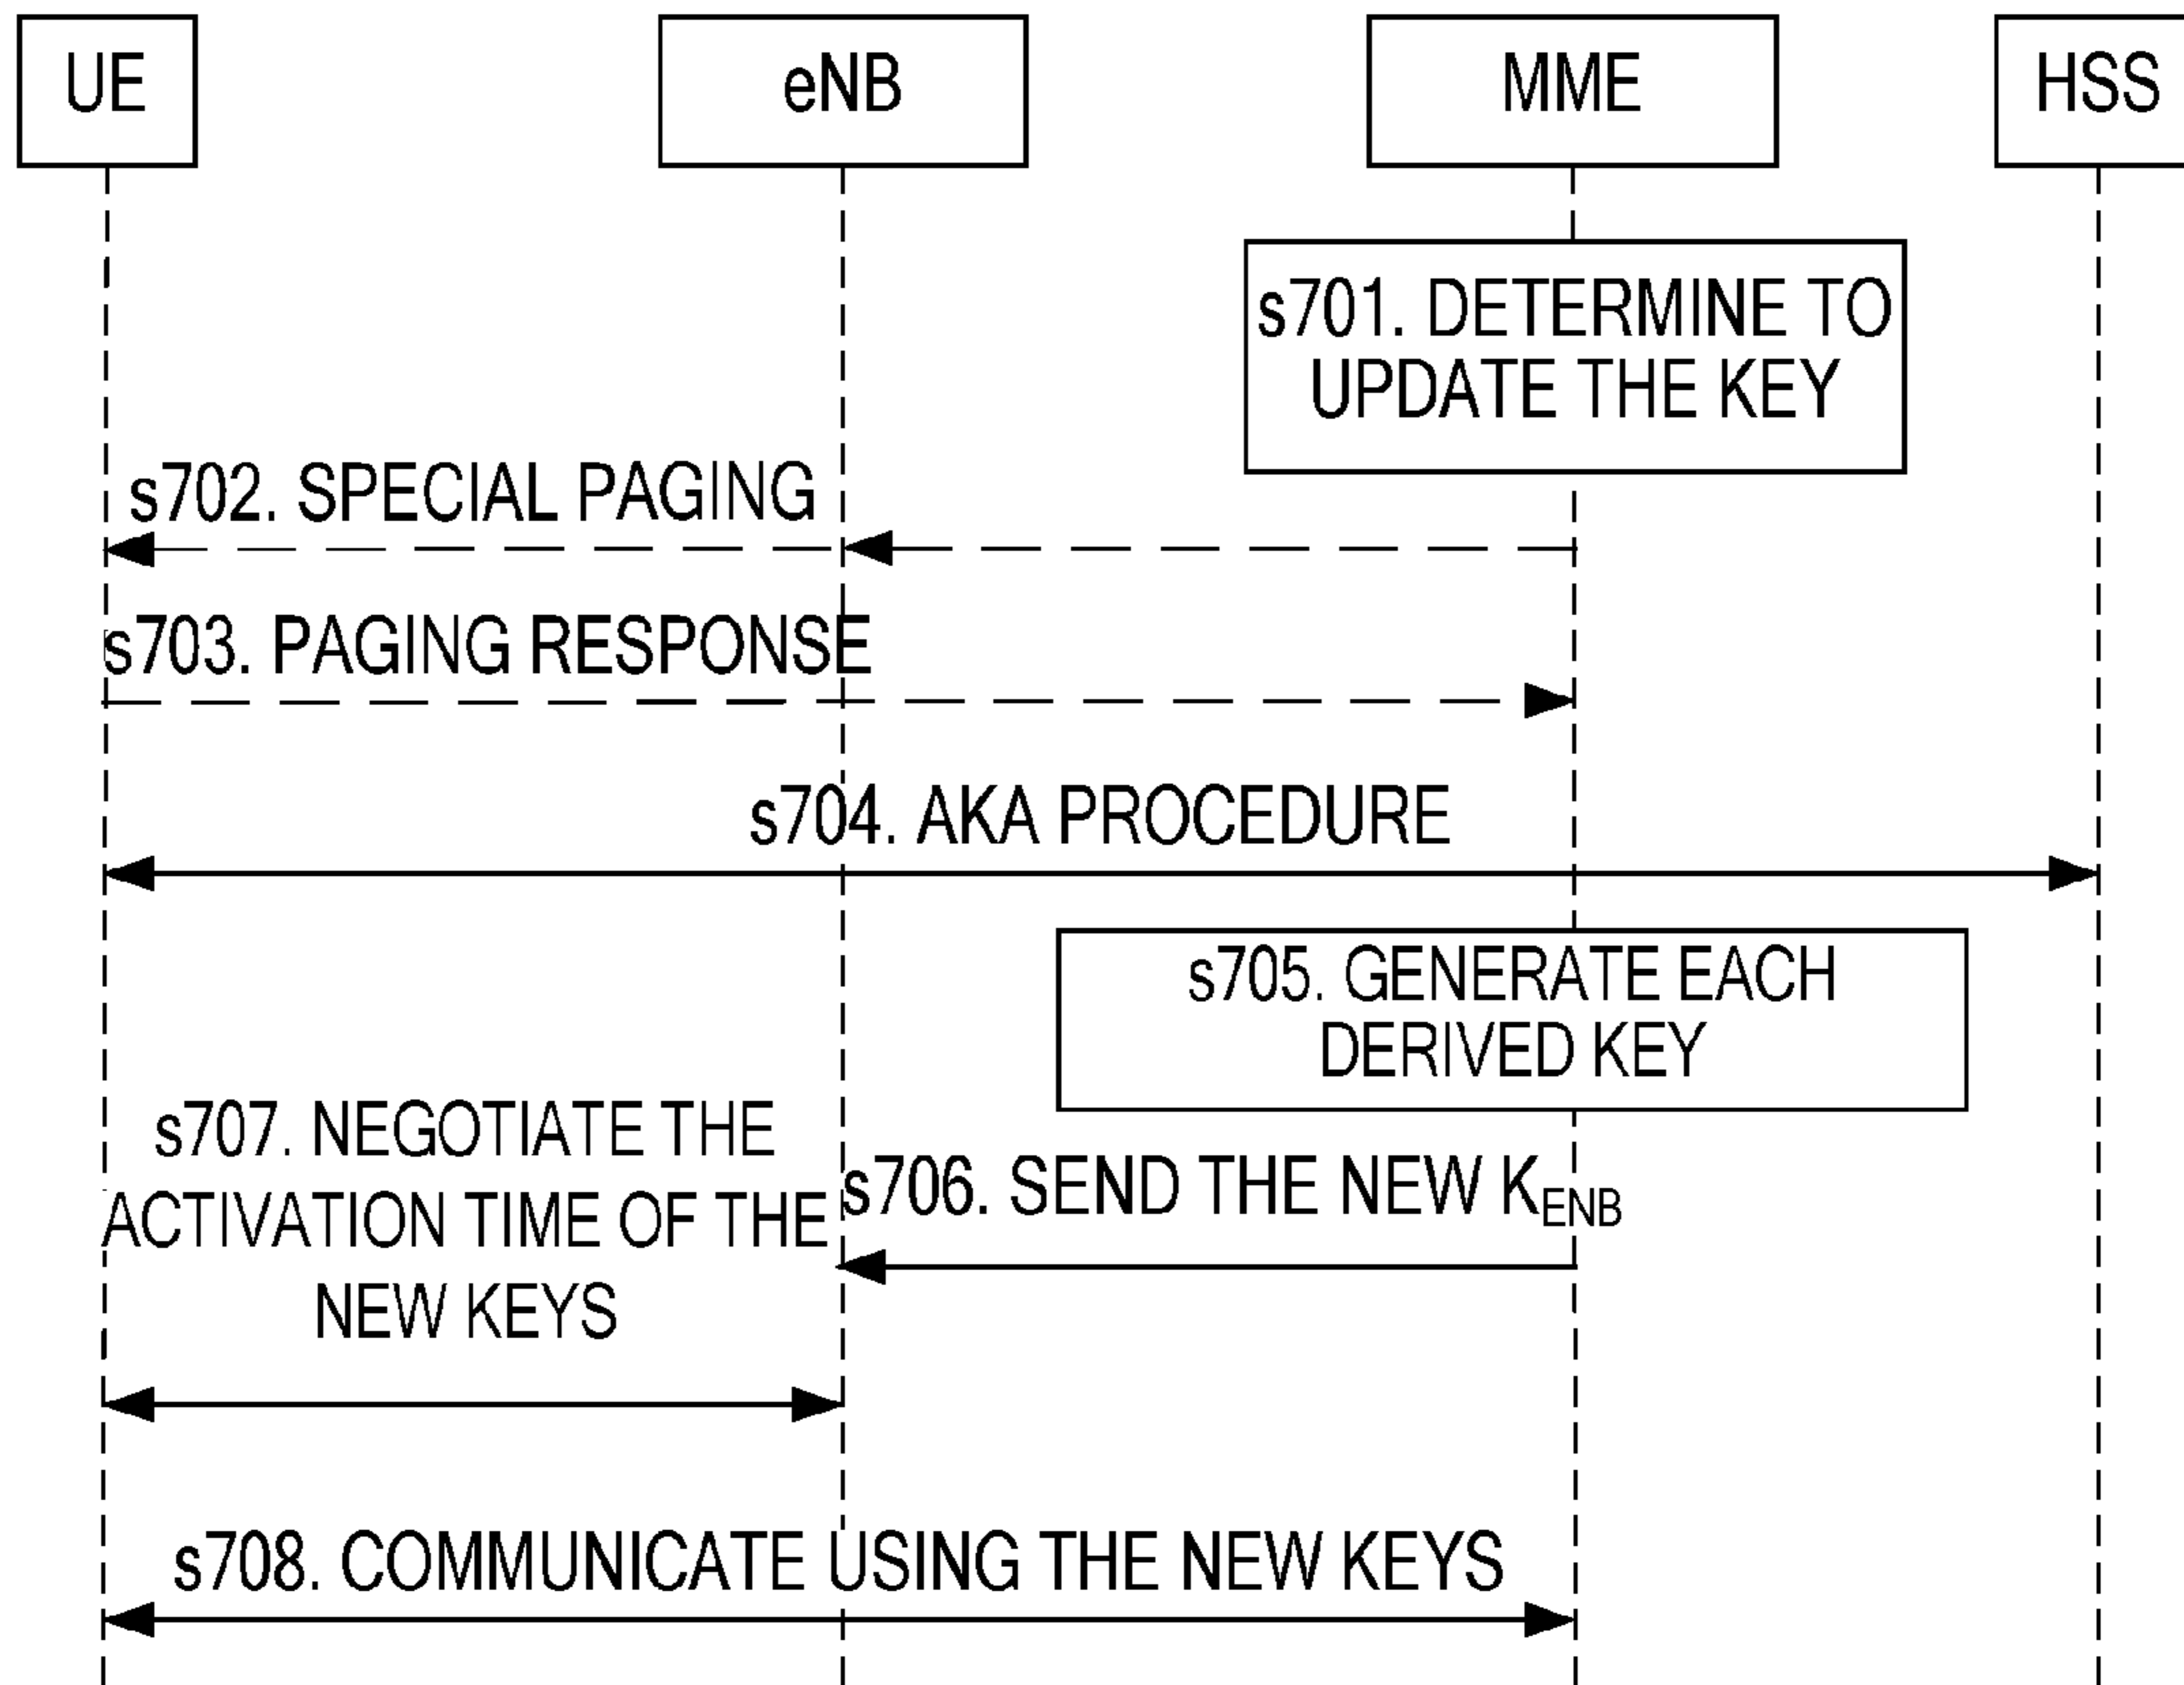 UE
eNB
MME
HSS
s701. DETERMINE TO
UPDATE THE KEY
s702. SPECIAL PAGING
s703. PAGING RESPONSE
s704. AKA PROCEDURE
s705. GENERATE EACH
DERIVED KEY
s706. SEND THE NEW KENB
s707. NEGOTIATE THE
ACTIVATION TIME OF THE
NEW KEYS
s708. COMMUNICATE USING THE NEW KEYS